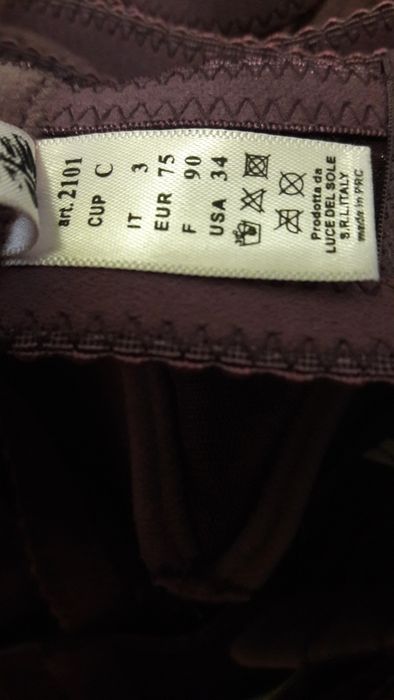 art.2101
CUP C
IT 3
EUR 75
F 90
USA 34
Prodotta da
LUCE DEL SOLE
S.R.L.ITALY
made in PRC